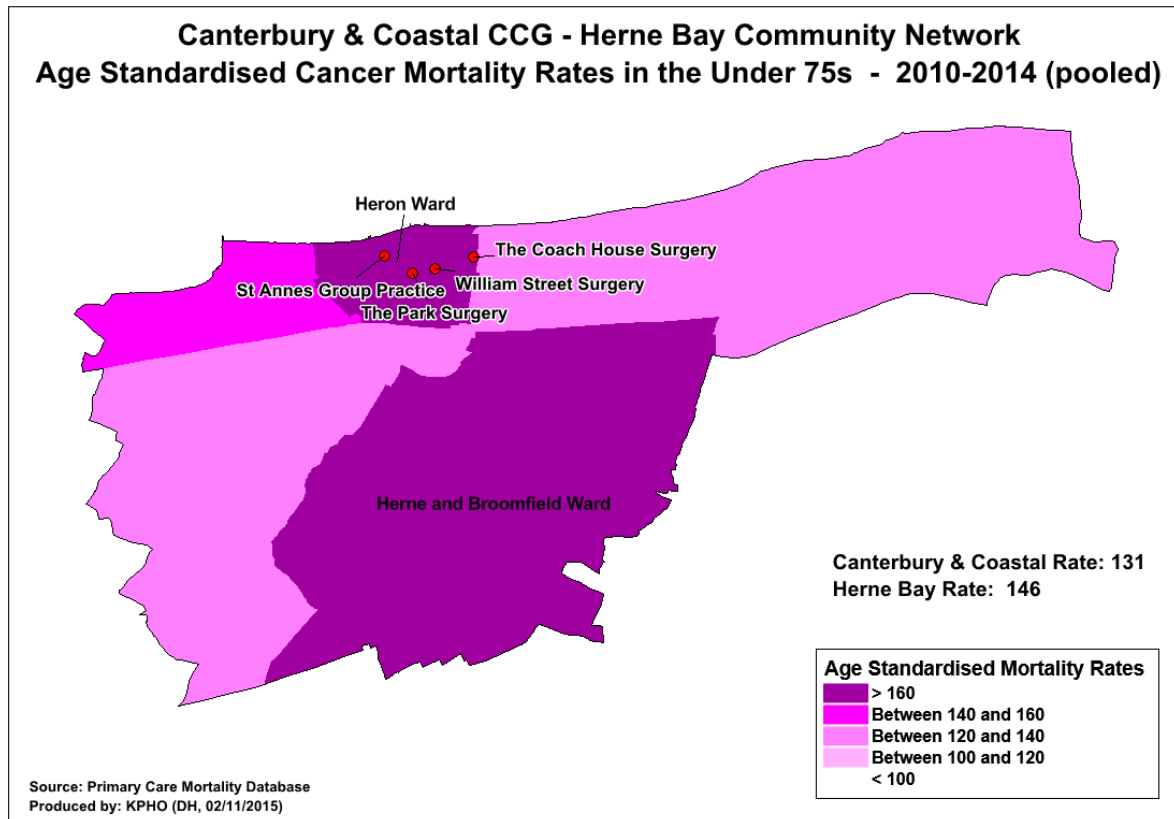 Canterbury & Coastal CCG - Herne Bay Community Network
Age Standardised Cancer Mortality Rates in the Under 75s - 2010-2014 (pooled)
Heron Ward
The Coach House Surgery
St Annes Group Practice
William Street Surgery
The Park Surgery
Herne and Broomfield Ward
Canterbury & Coastal Rate: 131
Herne Bay Rate: 146
Age Standardised Mortality Rates
> 160
Between 140 and 160
Between 120 and 140
Between 100 and 120
< 100
Source: Primary Care Mortality Database
Produced by: KPHO (DH, 02/11/2015)